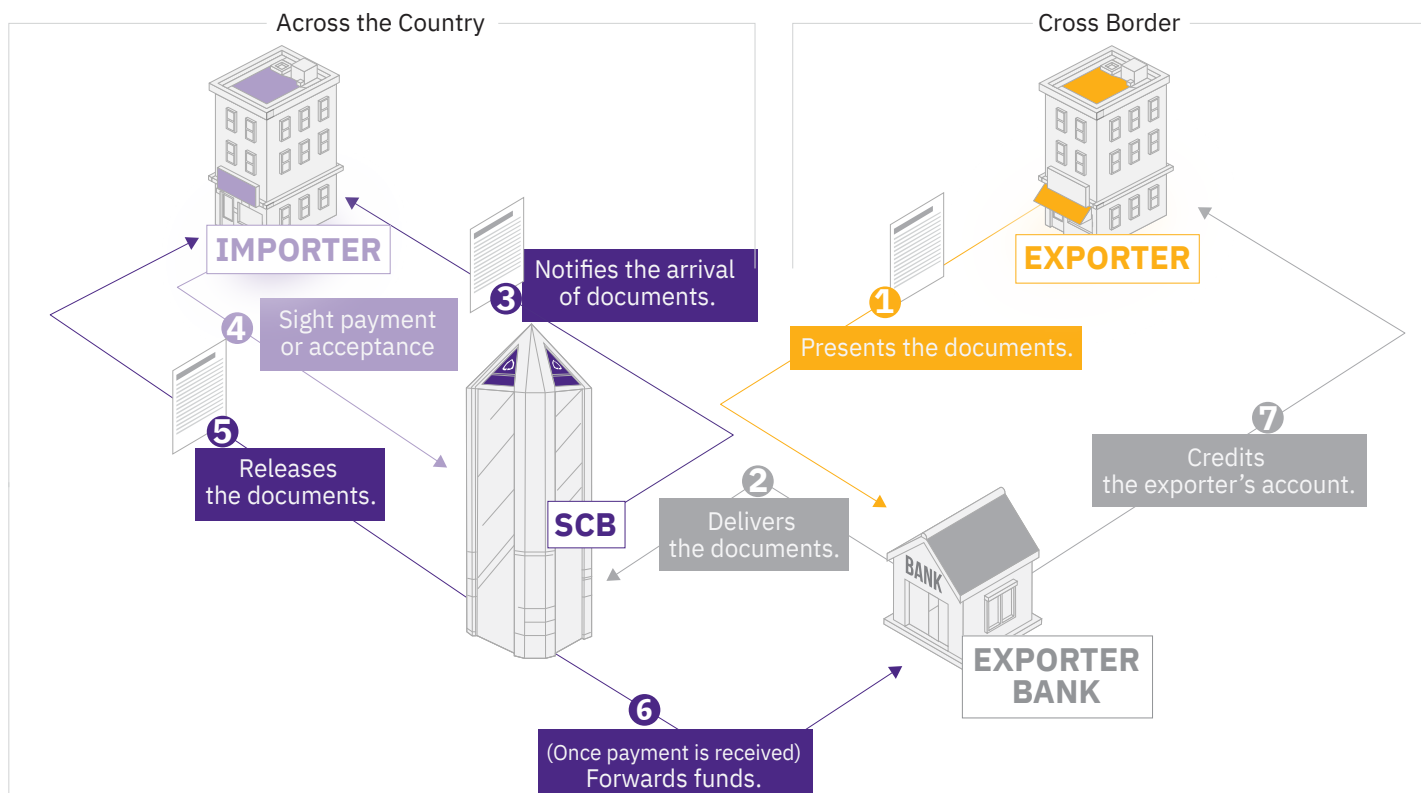 Across the Country
Cross Border
IMPORTER
EXPORTER
1
Presents the documents.
2
Delivers
the documents.
3
Notifies the arrival
of documents.
4
Sight payment
or acceptance
5
Releases
the documents.
SCB
BANK
EXPORTER
BANK
6
(Once payment is received)
Forwards funds.
7
Credits
the exporter’s account.